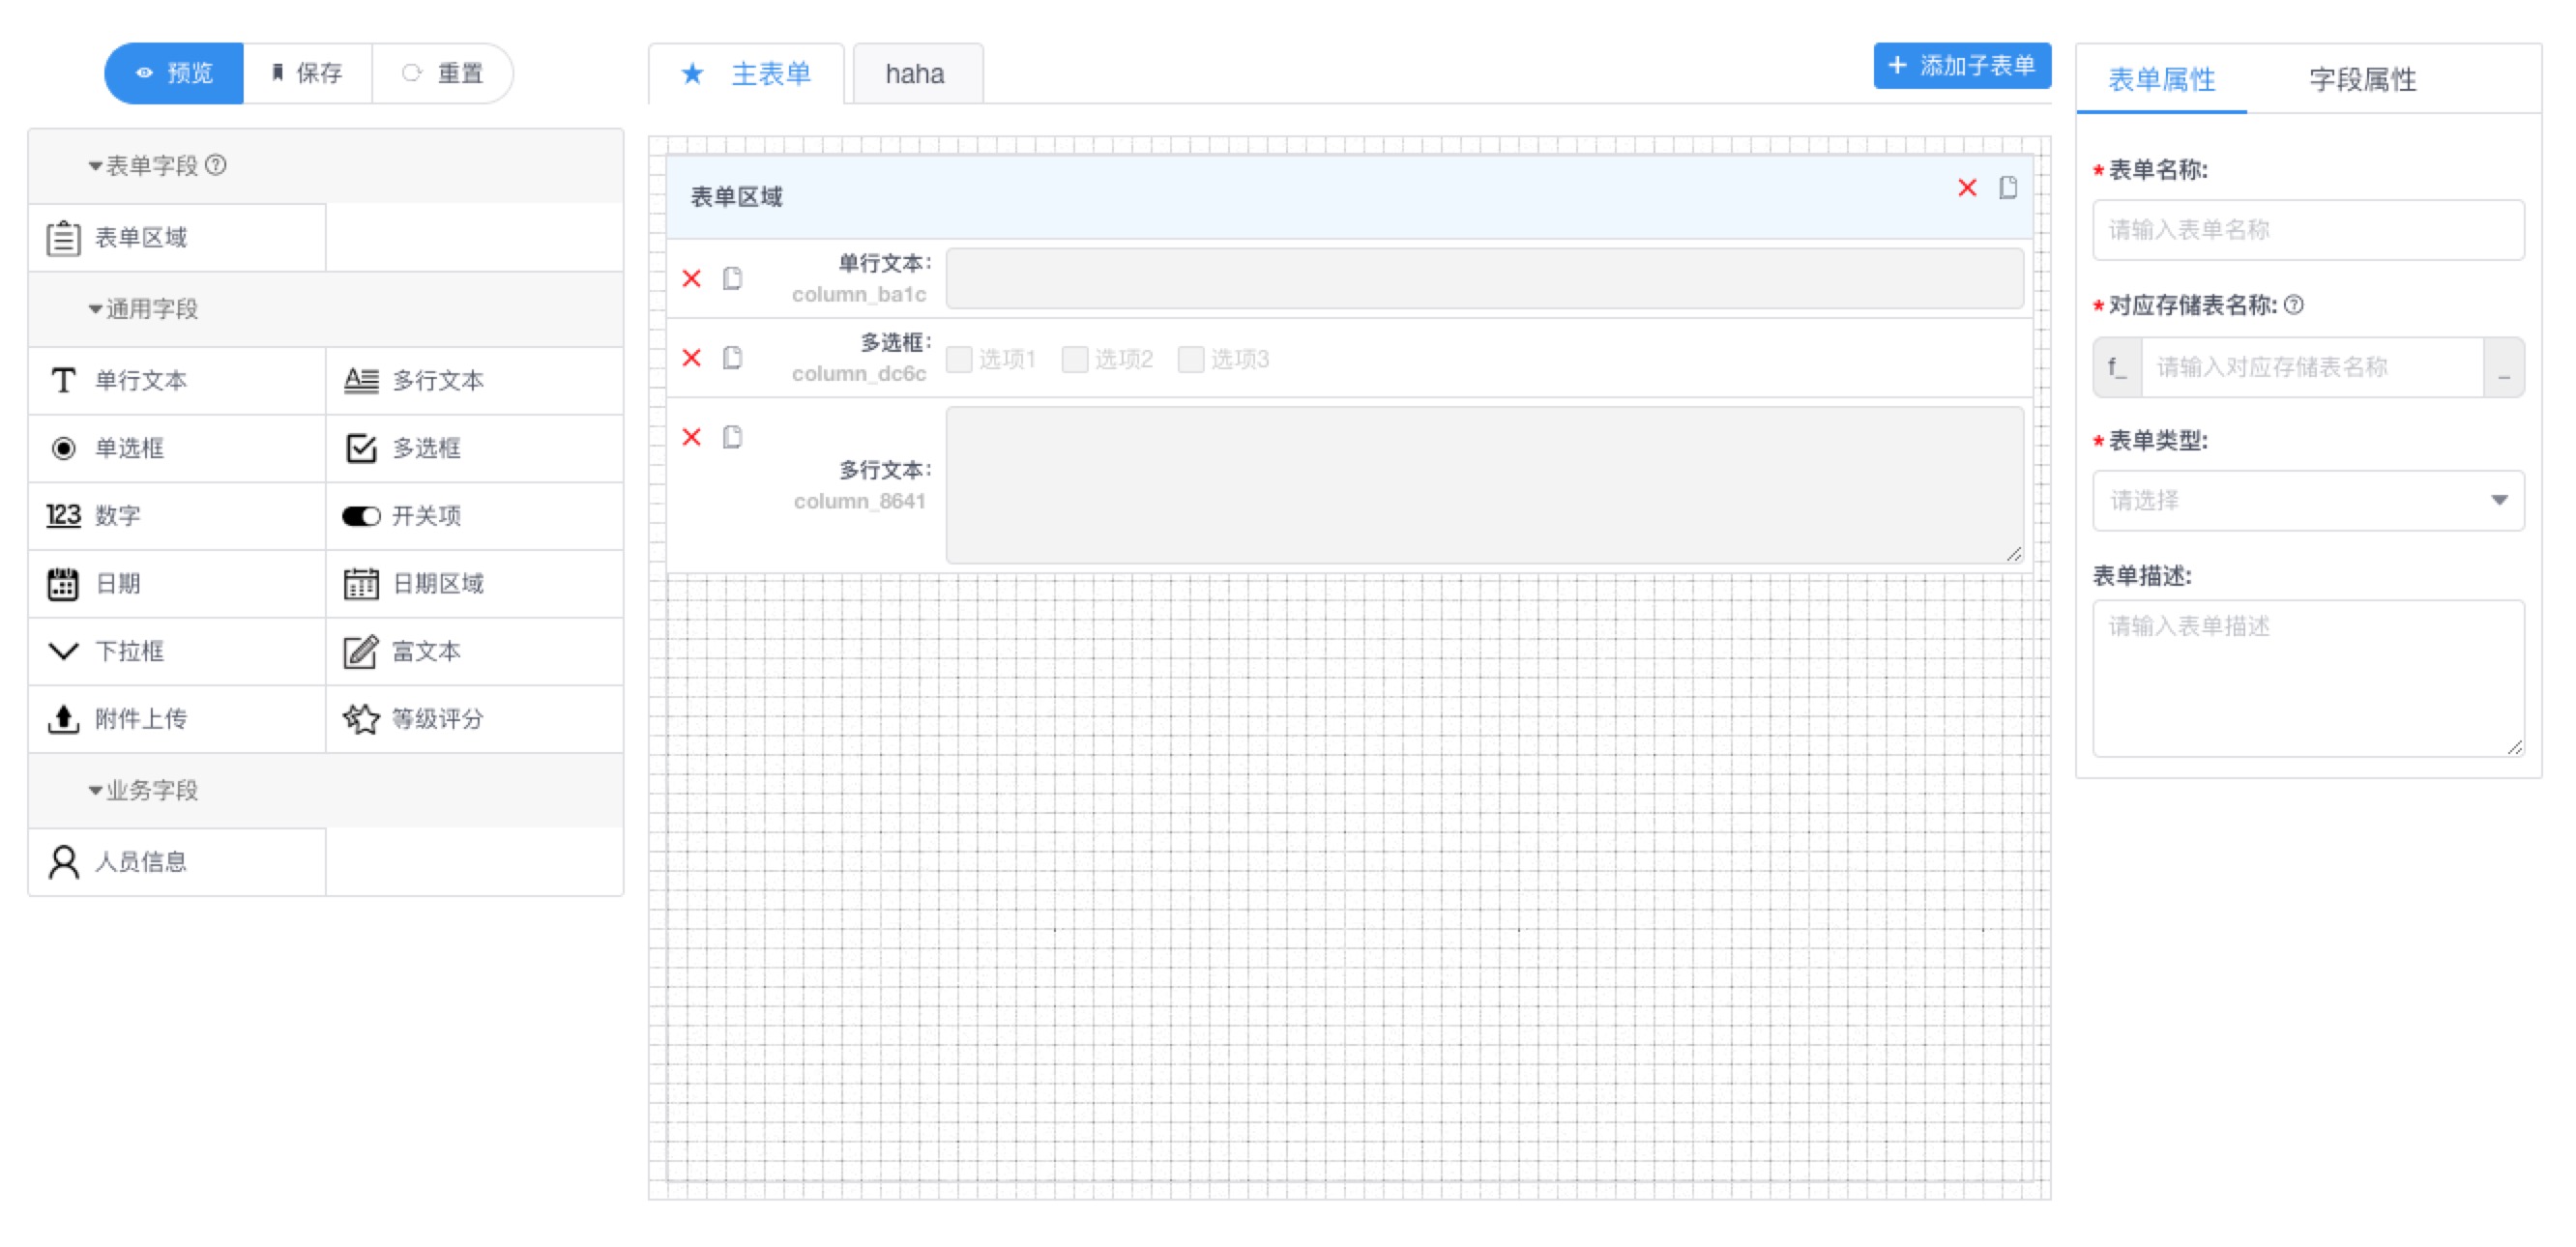 预览
保存
重置
表单字段
表单区域
通用字段
单行文本
多行文本
单选框
多选框
123 数字
开关项
日期
日期区域
下拉框
富文本
附件上传
等级评分
业务字段
人员信息
主表单
haha
+ 添加子表单
表单区域
单行文本:
column_ba1c
多选框:
column_dc6c
选项1 选项2 选项3
多行文本:
column_8641
表单属性
字段属性
* 表单名称:
请输入表单名称
* 对应存储表名称:
f_ 请输入对应存储表名称 _
* 表单类型:
请选择
表单描述:
请输入表单描述